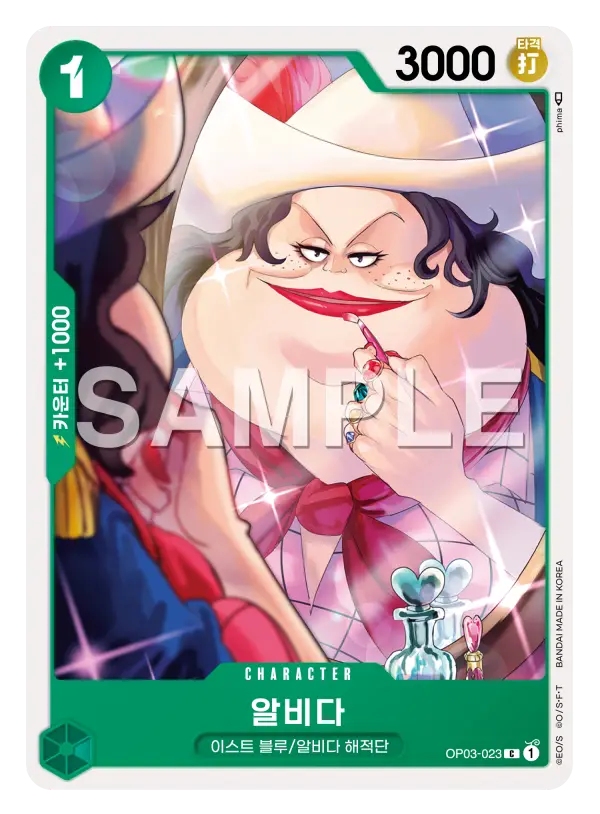 1
3000
타격
打
phima
카운터 +1000
SAMPLE
CHARACTER
알비다
이스트 블루/알비다 해적단
OP03-023 C 1
©EO/S ©O/S·F·T BANDAI MADE IN KOREA